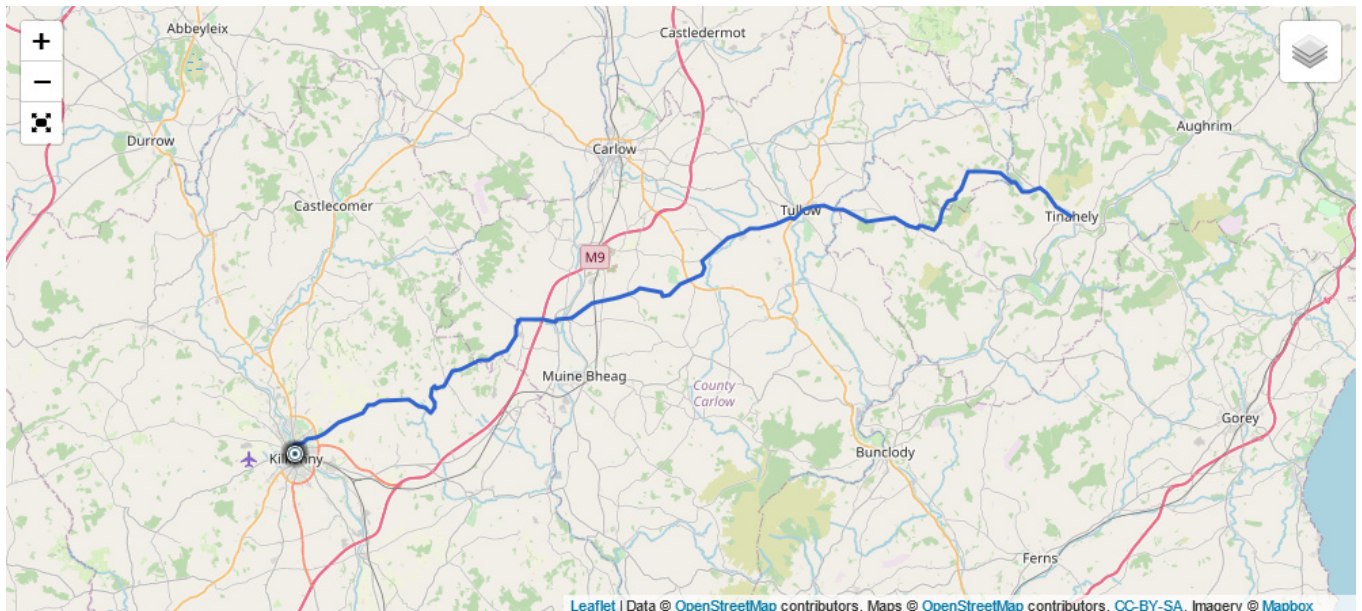 Abbeyleix
Castledermot
+
−
Aughrim
Durrow
Carlow
Castlecomer
Tullow
Tinahely
M9
Muine Bheag
County
Carlow
Gorey
Bunclody
Kilkenny
Ferns
Leaflet | Data © OpenStreetMap contributors, Maps © OpenStreetMap contributors, CC-BY-SA, Imagery © Mapbox